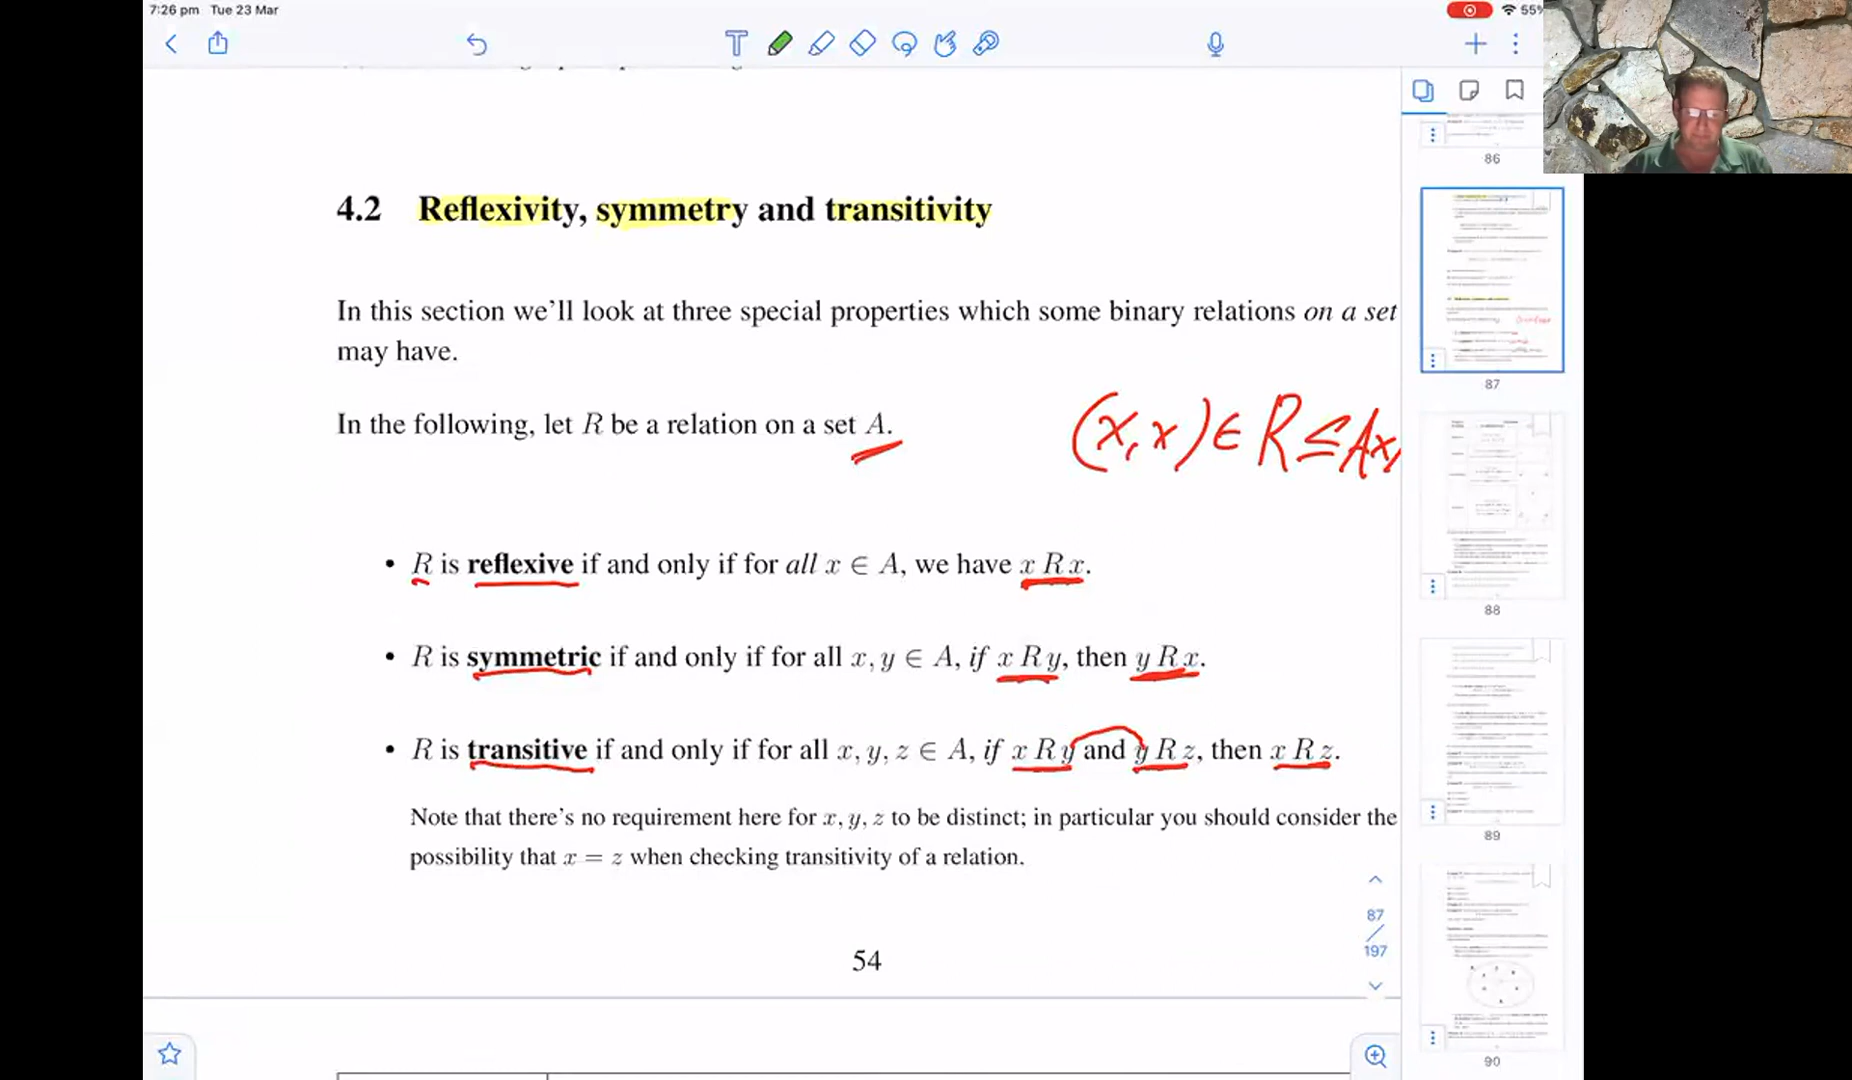 7:26 pm Tue 23 Mar
55%
86
4.2 Reflexivity, symmetry and transitivity
In this section we'll look at three special properties which some binary relations on a set
may have.
87
In the following, let R be a relation on a set A.
(x, x) ∈ R ⊆ A×
• R is reflexive if and only if for all x ∈ A, we have x R x.
88
• R is symmetric if and only if for all x, y ∈ A, if x R y, then y R x.
• R is transitive if and only if for all x, y, z ∈ A, if x R y and y R z, then x R z.
Note that there's no requirement here for x, y, z to be distinct; in particular you should consider the
possibility that x = z when checking transitivity of a relation.
89
87
/
197
54
90